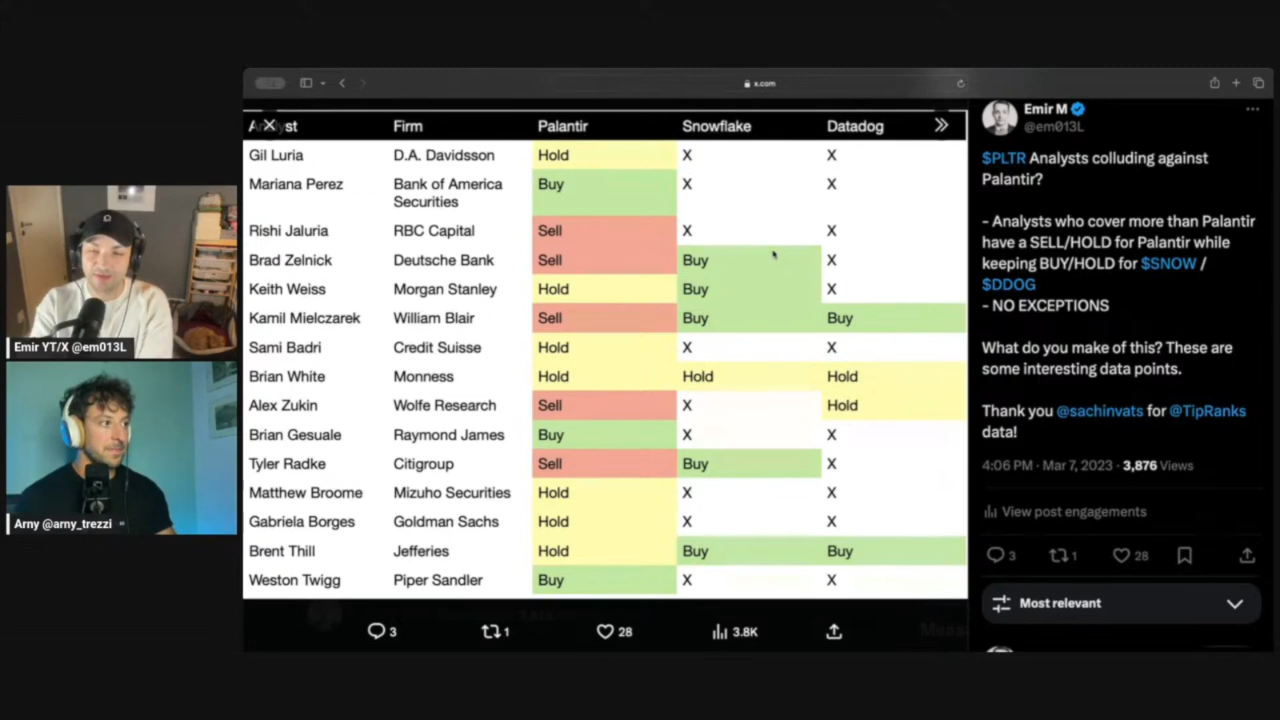 x.com
Analyst Firm Palantir Snowflake Datadog
Gil Luria D.A. Davidsson Hold X X
Mariana Perez Bank of America Securities Buy X X
Rishi Jaluria RBC Capital Sell X X
Brad Zelnick Deutsche Bank Sell Buy X
Keith Weiss Morgan Stanley Hold Buy X
Kamil Mielczarek William Blair Sell Buy Buy
Sami Badri Credit Suisse Hold X X
Brian White Monness Hold Hold Hold
Alex Zukin Wolfe Research Sell X Hold
Brian Gesuale Raymond James Buy X X
Tyler Radke Citigroup Sell Buy X
Matthew Broome Mizuho Securities Hold X X
Gabriela Borges Goldman Sachs Hold X X
Brent Thill Jefferies Hold Buy Buy
Weston Twigg Piper Sandler Buy X X
3 1 28 3.8K
Emir M
@em013L
$PLTR Analysts colluding against
Palantir?
- Analysts who cover more than Palantir
have a SELL/HOLD for Palantir while
keeping BUY/HOLD for $SNOW /
$DDOG
- NO EXCEPTIONS
What do you make of this? These are
some interesting data points.
Thank you @sachinvats for @TipRanks
data!
4:06 PM · Mar 7, 2023 · 3,876 Views
View post engagements
3 1 28
Most relevant
Emir YT/X @em013L
Arny @arny_trezzi